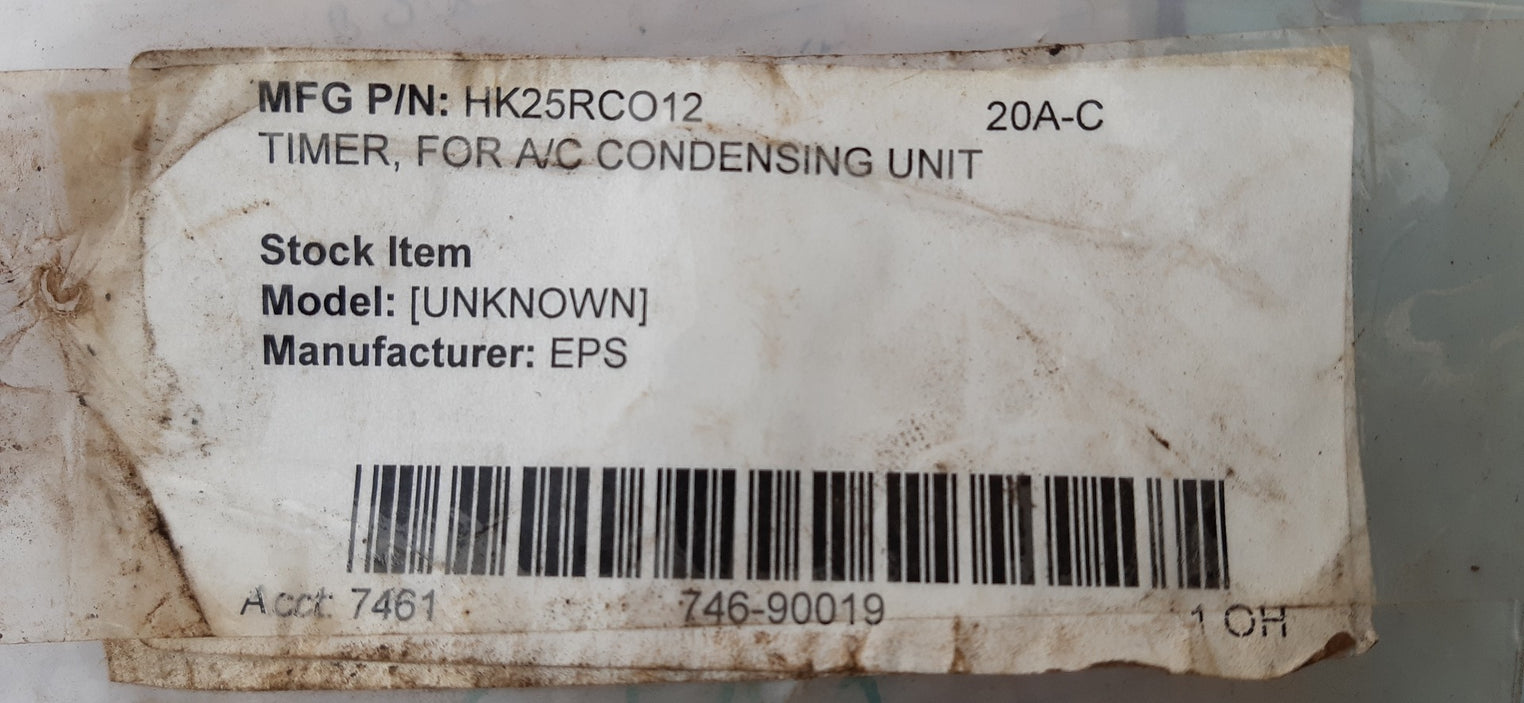 MFG P/N: HK25RCO12 20A-C
TIMER, FOR A/C CONDENSING UNIT
Stock Item
Model: [UNKNOWN]
Manufacturer: EPS
Acct: 7461 746-90019 1 OH